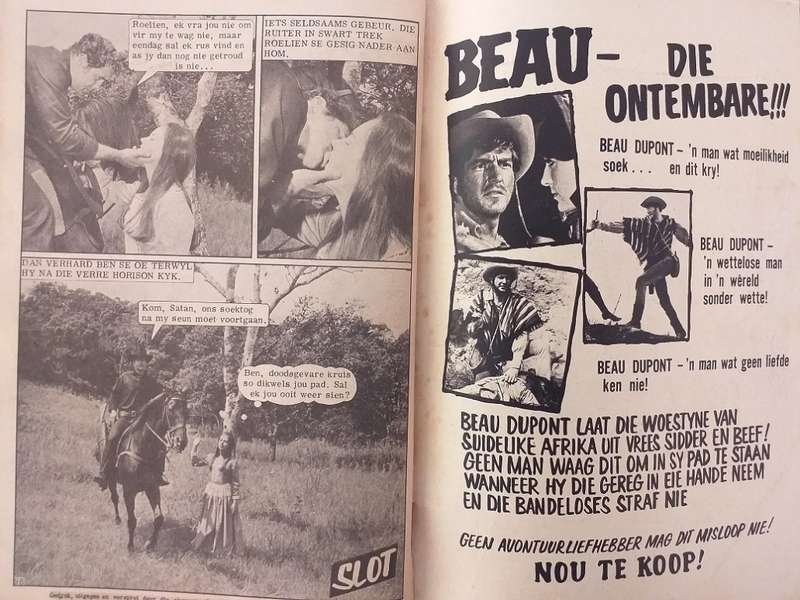 Roelien, ek vra jou nie om
vir my te wag nie, maar
eendag sal ek rus vind en
as jy dan nog nie getroud
is nie...
IETS SELDSAAMS GEBEUR. DIE
RUITER IN SWART TREK
ROELIEN SE GESIG NADER AAN
HOM.
DAN VERHARD BEN SE OE TERWYL
HY NA DIE VERRE HORISON KYK.
Kom, Satan, ons soektog
na my seun moet voortgaan.
Ben, doodsgevare kruis
so dikwels jou pad. Sal
ek jou ooit weer sien?
SLOT
BEAU – DIE
ONTEMBARE!!!
BEAU DUPONT – 'n man wat moeilikheid
soek... en dit kry!
BEAU DUPONT –
'n wettelose man
in 'n wêreld
sonder wette!
BEAU DUPONT – 'n man wat geen liefde
ken nie!
BEAU DUPONT LAAT DIE WOESTYNE VAN
SUIDELIKE AFRIKA UIT VREES SIDDER EN BEEF!
GEEN MAN WAAG DIT OM IN SY PAD TE STAAN
WANNEER HY DIE GEREG IN EIE HANDE NEEM
EN DIE BANDELOSES STRAF NIE
GEEN AVONTUURLIEFHEBBER MAG DIT MISLOOP NIE!
NOU TE KOOP!